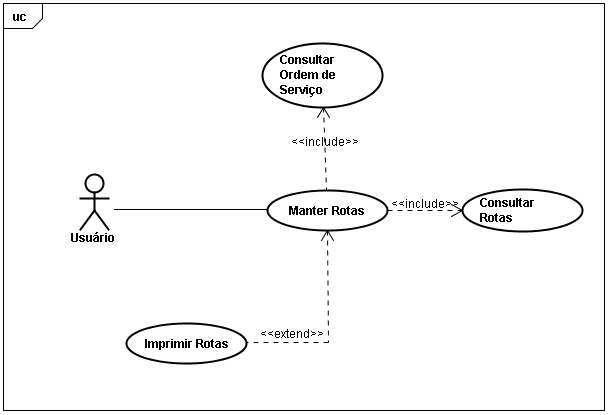 uc
Consultar
Ordem de
Serviço
<<include>>
Manter Rotas
<<include>>
Consultar
Rotas
Usuário
<<extend>>
Imprimir Rotas